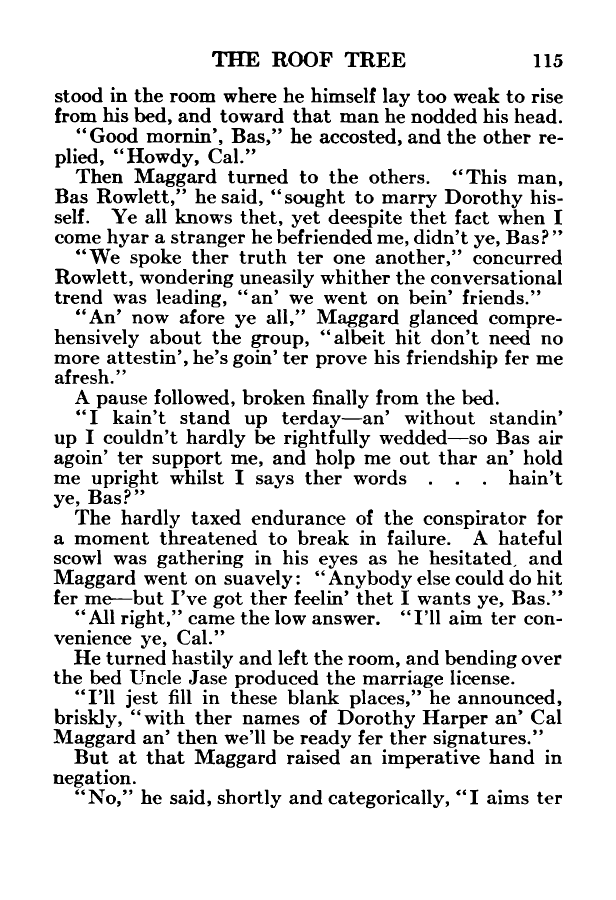 THE ROOF TREE 115
stood in the room where he himself lay too weak to rise
from his bed, and toward that man he nodded his head.
"Good mornin', Bas," he accosted, and the other re-
plied, "Howdy, Cal."
Then Maggard turned to the others. "This man,
Bas Rowlett," he said, "sought to marry Dorothy his-
self. Ye all knows thet, yet deespite thet fact when I
come hyar a stranger he befriended me, didn't ye, Bas?"
"We spoke ther truth ter one another," concurred
Rowlett, wondering uneasily whither the conversational
trend was leading, "an' we went on bein' friends."
"An' now afore ye all," Maggard glanced compre-
hensively about the group, "albeit hit don't need no
more attestin', he's goin' ter prove his friendship fer me
afresh."
A pause followed, broken finally from the bed.
"I kain't stand up terday—an' without standin'
up I couldn't hardly be rightfully wedded—so Bas air
agoin' ter support me, and holp me out thar an' hold
me upright whilst I says ther words . . . hain't
ye, Bas?"
The hardly taxed endurance of the conspirator for
a moment threatened to break in failure. A hateful
scowl was gathering in his eyes as he hesitated, and
Maggard went on suavely: "Anybody else could do hit
fer me—but I've got ther feelin' thet I wants ye, Bas."
"All right," came the low answer. "I'll aim ter con-
venience ye, Cal."
He turned hastily and left the room, and bending over
the bed Uncle Jase produced the marriage license.
"I'll jest fill in these blank places," he announced,
briskly, "with ther names of Dorothy Harper an' Cal
Maggard an' then we'll be ready fer ther signatures."
But at that Maggard raised an imperative hand in
negation.
"No," he said, shortly and categorically, "I aims ter